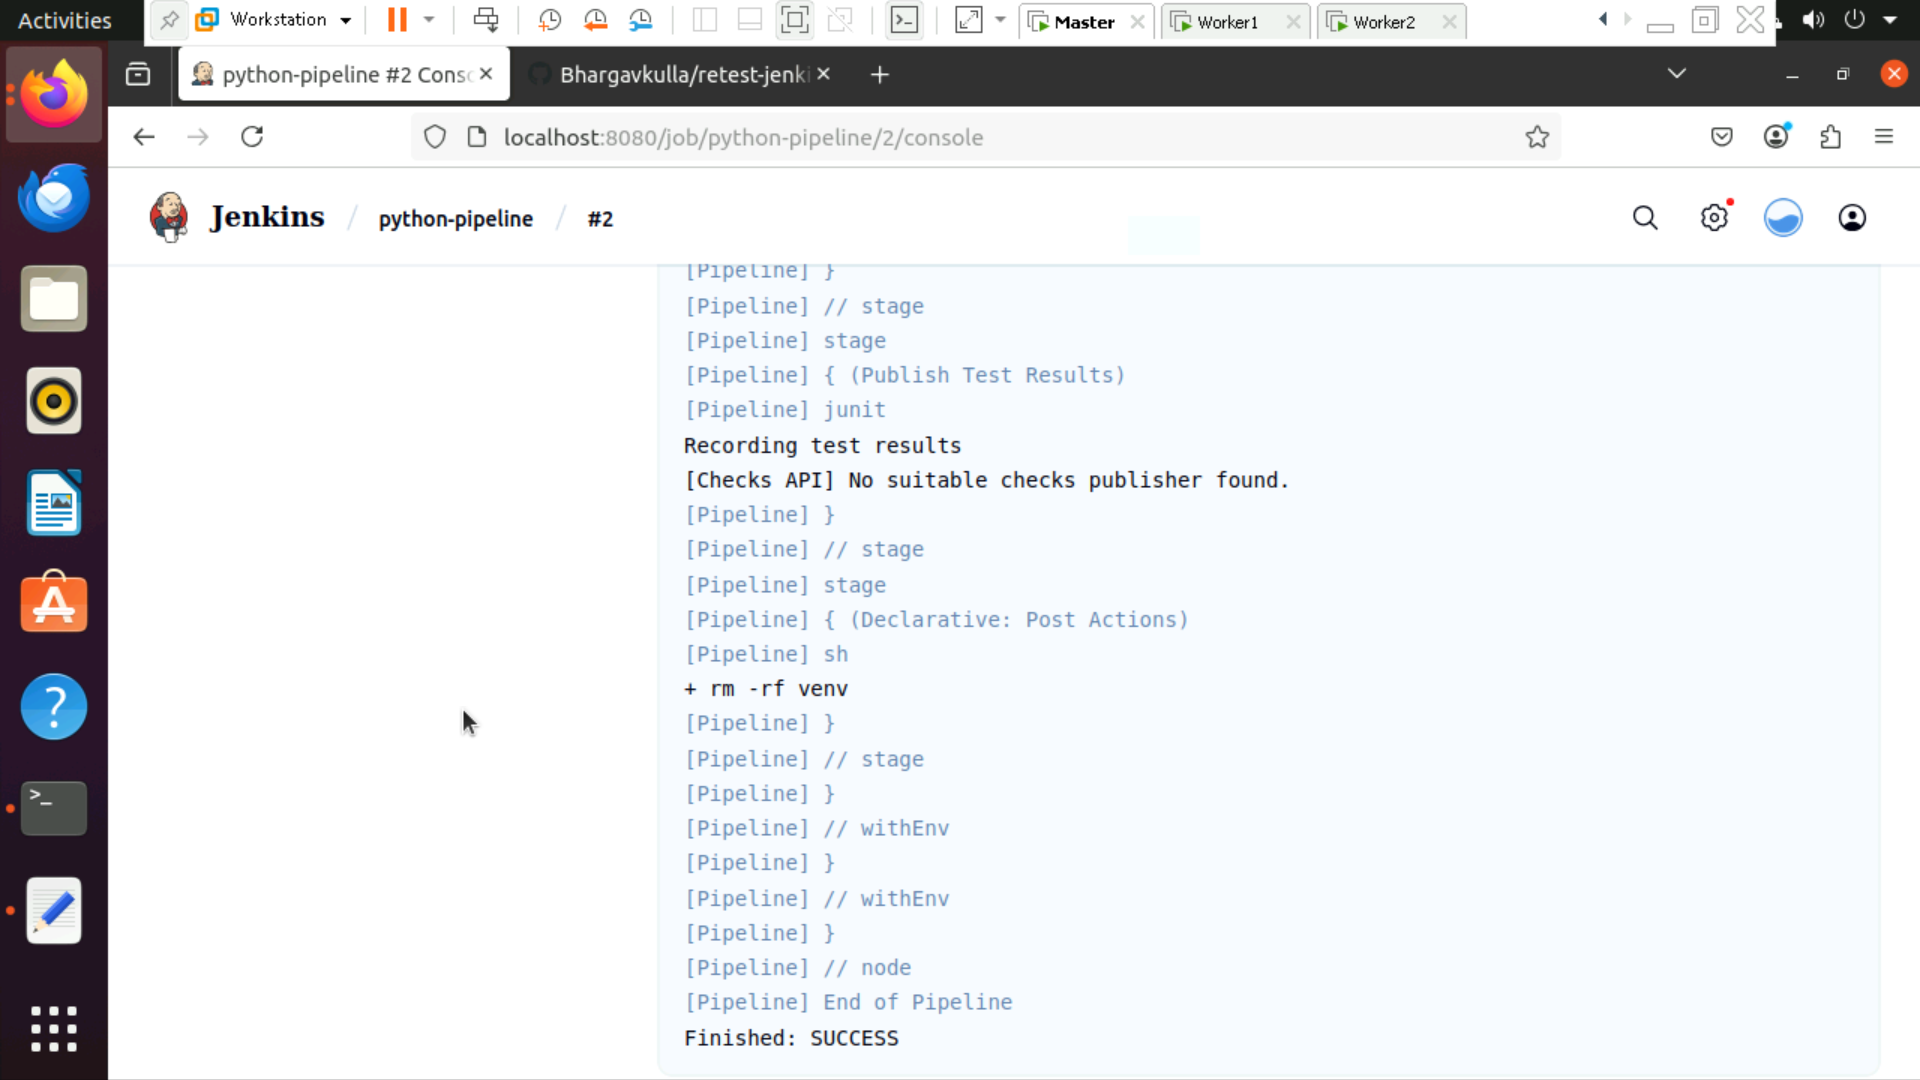 Activities
Workstation
Master
Worker1
Worker2
python-pipeline #2 Consc
Bhargavkulla/retest-jenki
localhost:8080/job/python-pipeline/2/console
Jenkins / python-pipeline / #2
[Pipeline] }
[Pipeline] // stage
[Pipeline] stage
[Pipeline] { (Publish Test Results)
[Pipeline] junit
Recording test results
[Checks API] No suitable checks publisher found.
[Pipeline] }
[Pipeline] // stage
[Pipeline] stage
[Pipeline] { (Declarative: Post Actions)
[Pipeline] sh
+ rm -rf venv
[Pipeline] }
[Pipeline] // stage
[Pipeline] }
[Pipeline] // withEnv
[Pipeline] }
[Pipeline] // withEnv
[Pipeline] }
[Pipeline] // node
[Pipeline] End of Pipeline
Finished: SUCCESS